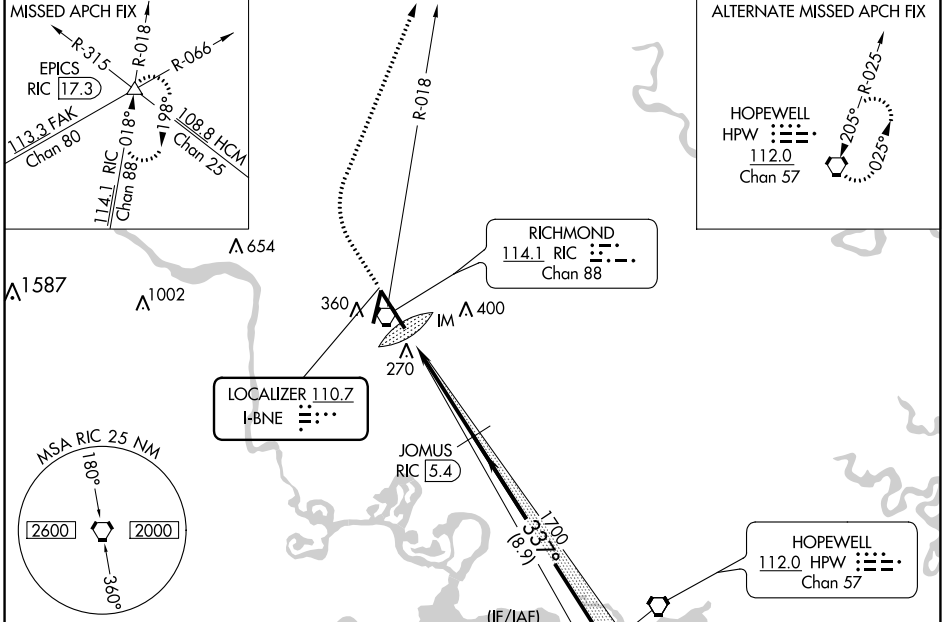 MISSED APCH FIX
R-315
R-018
R-066
EPICS
RIC 17.3
113.3 FAK
Chan 80
018°
198°
108.8 HCM
Chan 25
114.1 RIC
Chan 88
R-018
ALTERNATE MISSED APCH FIX
R-025
HOPEWELL
HPW
112.0
Chan 57
205°
025°
654
1587
1002
RICHMOND
114.1 RIC
Chan 88
360
IM
400
270
LOCALIZER 110.7
I-BNE
JOMUS
RIC 5.4
MSA RIC 25 NM
180°
2600
2000
360°
1700
337°
(8.9)
HOPEWELL
112.0 HPW
Chan 57
(IF/IAF)